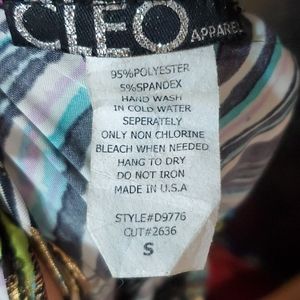 CLEO
APPAREL
95%POLYESTER
5%SPANDEX
HAND WASH
IN COLD WATER
SEPERATELY
ONLY NON CHLORINE
BLEACH WHEN NEEDED
HANG TO DRY
DO NOT IRON
MADE IN U.S.A
STYLE#D9776
CUT#2636
S